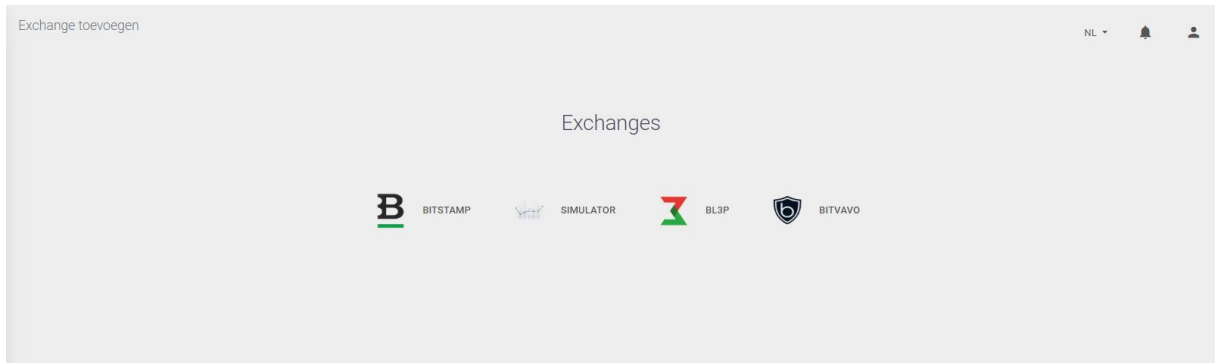 Exchange toevoegen
NL
Exchanges
BITSTAMP SIMULATOR BL3P BITVAVO